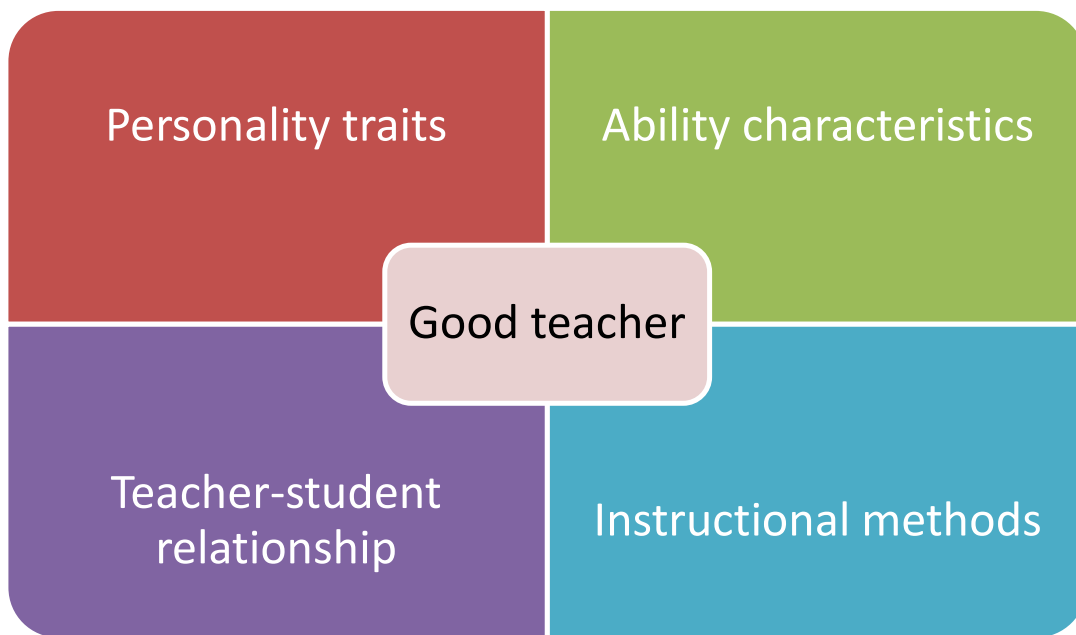 Personality traits
Ability characteristics
Good teacher
Teacher-student
relationship
Instructional methods